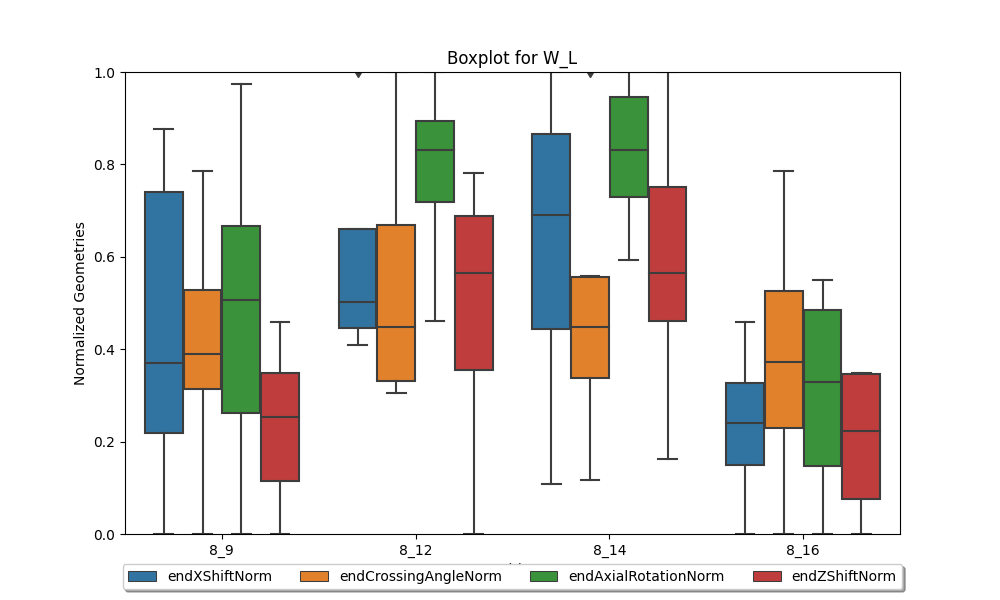 Boxplot for W_L
1.0
0.8
0.6
0.4
0.2
0.0
Normalized Geometries
8_9 8_12 8_14 8_16
endXShiftNorm endCrossingAngleNorm endAxialRotationNorm endZShiftNorm